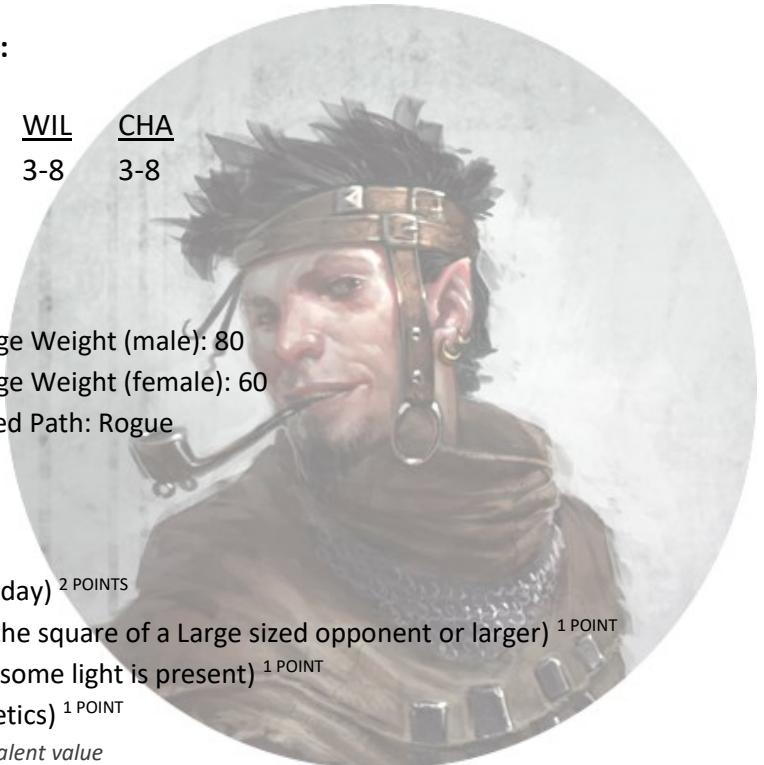 :
WIL CHA
3-8 3-8
ge Weight (male): 80
ge Weight (female): 60
ed Path: Rogue
day) 2 POINTS
the square of a Large sized opponent or larger) 1 POINT
some light is present) 1 POINT
etics) 1 POINT
alent value